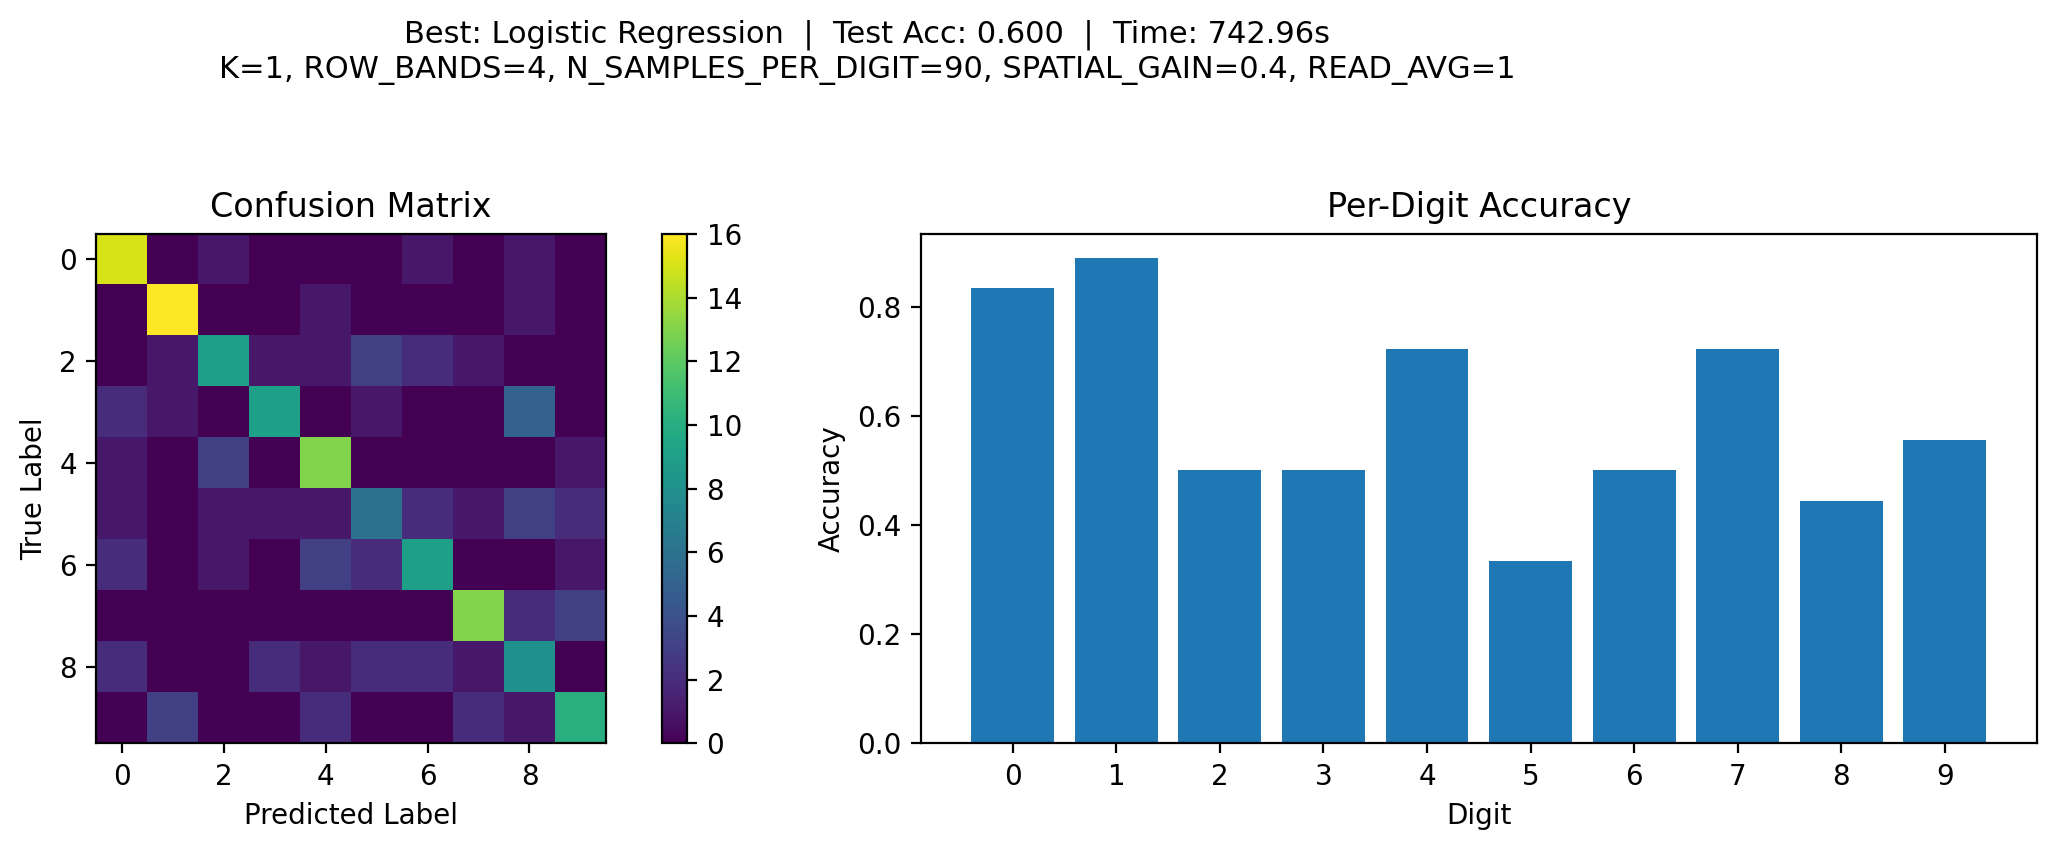 Best: Logistic Regression | Test Acc: 0.600 | Time: 742.96s
K=1, ROW_BANDS=4, N_SAMPLES_PER_DIGIT=90, SPATIAL_GAIN=0.4, READ_AVG=1
Confusion Matrix
True Label
0
2
4
6
8
0 2 4 6 8
Predicted Label
16
14
12
10
8
6
4
2
0
Per-Digit Accuracy
Accuracy
0.8
0.6
0.4
0.2
0.0
0 1 2 3 4 5 6 7 8 9
Digit